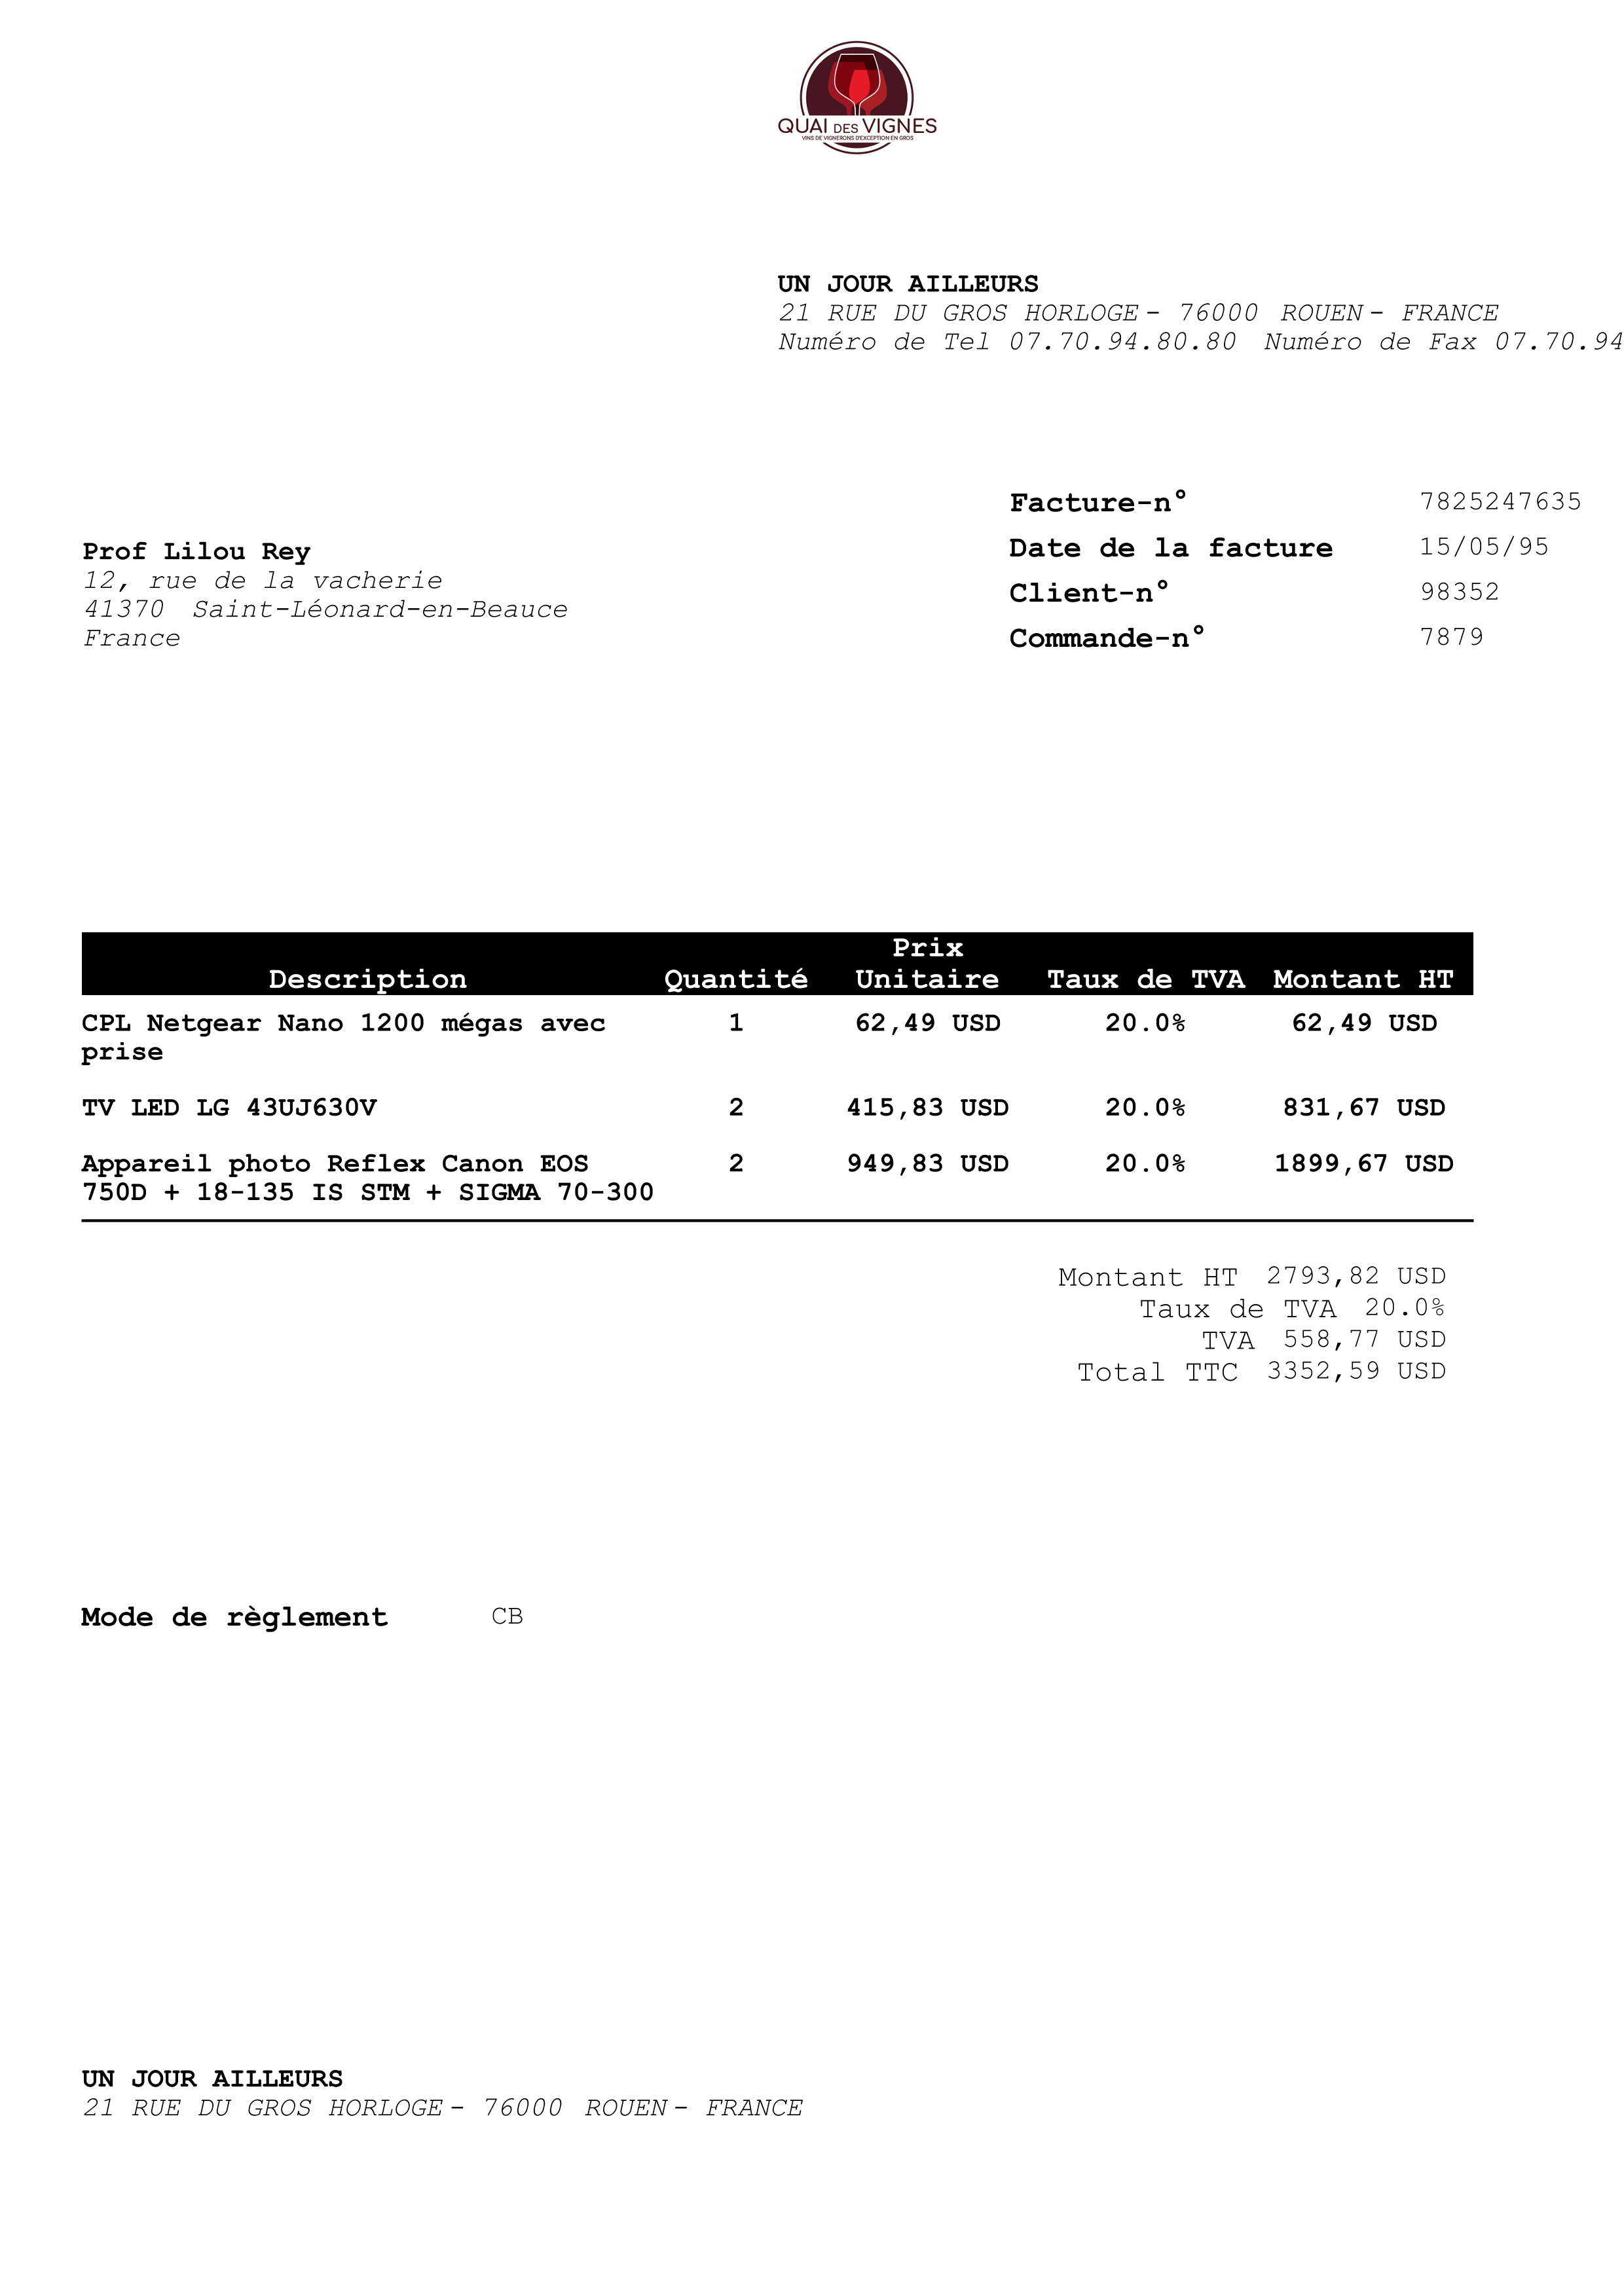 QUAI DES VIGNES
VINS DE VIGNERONS D'EXCEPTION EN GROS
UN JOUR AILLEURS
21 RUE DU GROS HORLOGE - 76000 ROUEN - FRANCE
Numéro de Tel 07.70.94.80.80 Numéro de Fax 07.70.94
Facture-n° 7825247635
Date de la facture 15/05/95
Client-n° 98352
Commande-n° 7879
Prof Lilou Rey
12, rue de la vacherie
41370 Saint-Léonard-en-Beauce
France
Prix
Description Quantité Unitaire Taux de TVA Montant HT
CPL Netgear Nano 1200 mégas avec 1 62,49 USD 20.0% 62,49 USD
prise
TV LED LG 43UJ630V 2 415,83 USD 20.0% 831,67 USD
Appareil photo Reflex Canon EOS 2 949,83 USD 20.0% 1899,67 USD
750D + 18-135 IS STM + SIGMA 70-300
Montant HT 2793,82 USD
Taux de TVA 20.0%
TVA 558,77 USD
Total TTC 3352,59 USD
Mode de règlement CB
UN JOUR AILLEURS
21 RUE DU GROS HORLOGE - 76000 ROUEN - FRANCE